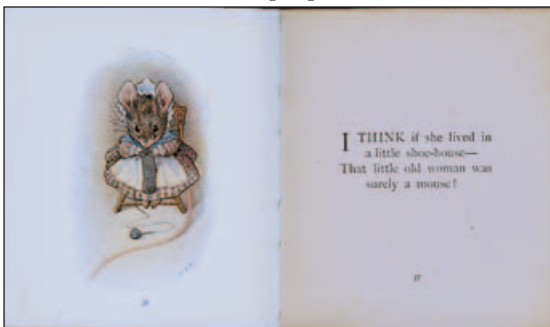 I THINK if she lived in
a little shoe-house—
That little old woman was
surely a mouse!